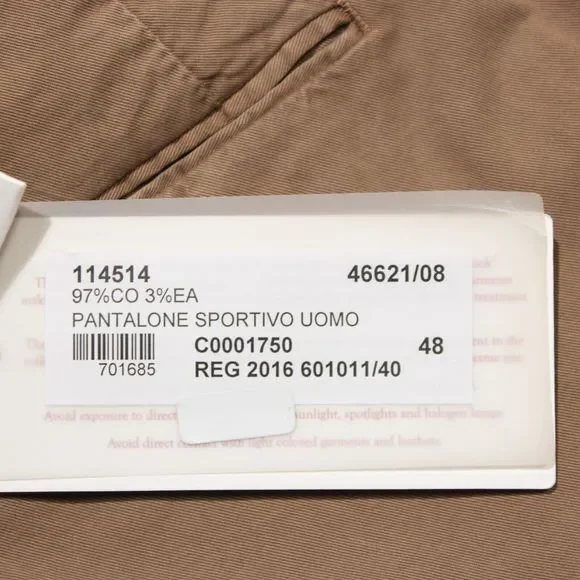 114514 46621/08
97%CO 3%EA
PANTALONE SPORTIVO UOMO
C0001750 48
701685 REG 2016 601011/40
Avoid exposure to direct sunlight, spotlights and halogen lamps
Avoid direct contact with light colored garments and leathers